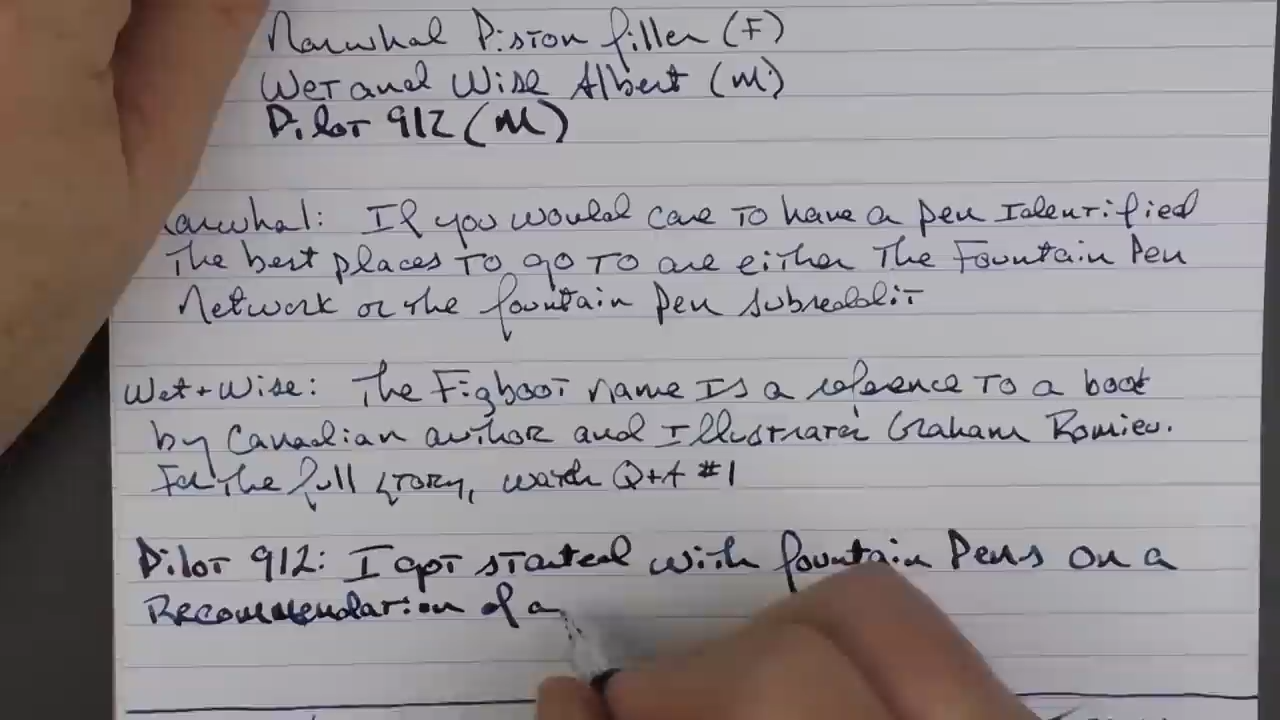 Narwhal Piston filler (F)
Wet and Wise Albert (M)
Pilot 912 (M)
arwhal: If you would care to have a pen Identified
The best places to go to are either The Fountain Pen
Network or the fountain pen subreddit
Wet + Wise: The Figboot name is a reference to a boot
by Canadian author and Illustrator Graham Romieu.
For the full story, watch Q+A #1
Pilot 912: I got started with fountain Pens on a
Recommendation of a